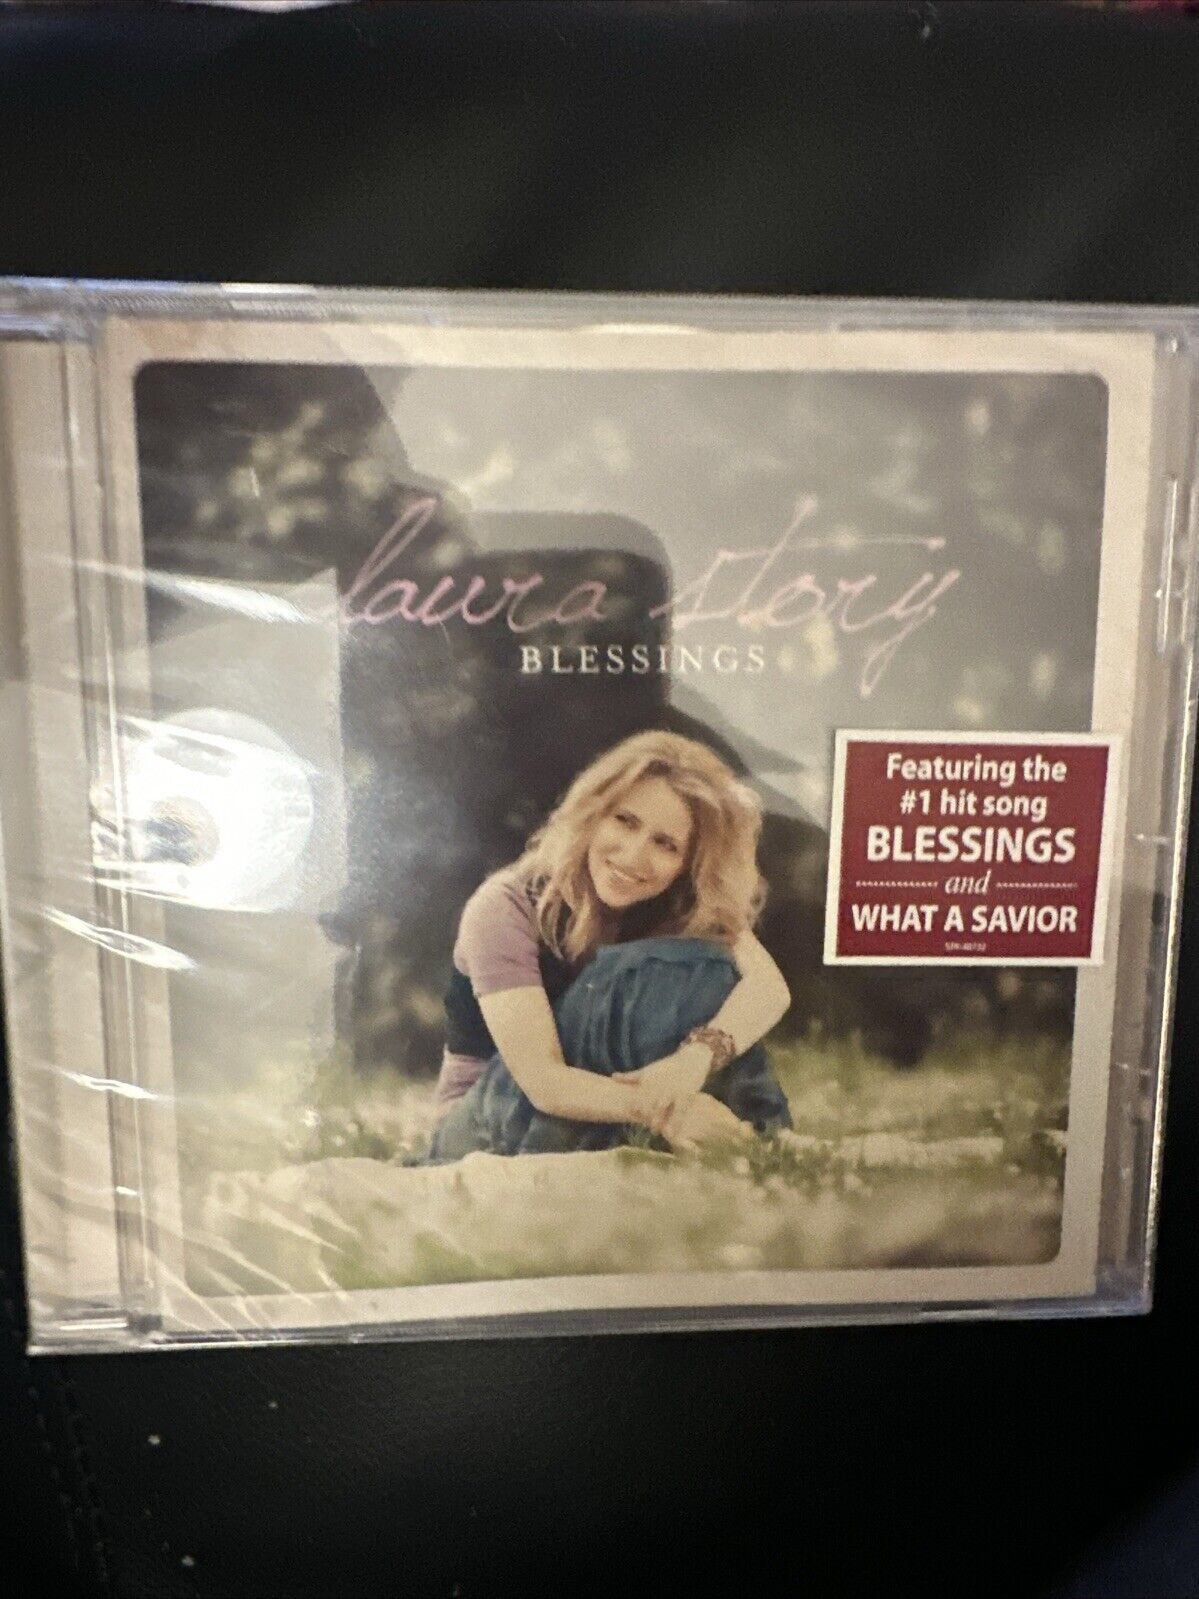 laura story
BLESSINGS
Featuring the
#1 hit song
BLESSINGS
and
WHAT A SAVIOR